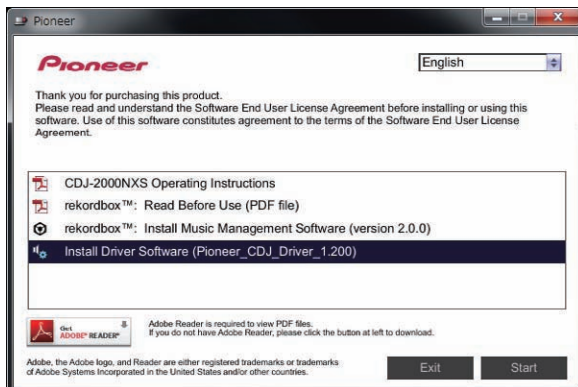 Pioneer
Pioneer
English
Thank you for purchasing this product.
Please read and understand the Software End User License Agreement before installing or using this
software. Use of this software constitutes agreement to the terms of the Software End User License
Agreement.
CDJ-2000NXS Operating Instructions
rekordbox™: Read Before Use (PDF file)
rekordbox™: Install Music Management Software (version 2.0.0)
Install Driver Software (Pioneer_CDJ_Driver_1.200)
Get
ADOBE® READER®
Adobe Reader is required to view PDF files.
If you do not have Adobe Reader, please click the button at left to download.
Adobe, the Adobe logo, and Reader are either registered trademarks or trademarks
of Adobe Systems Incorporated in the United States and/or other countries.
Exit
Start